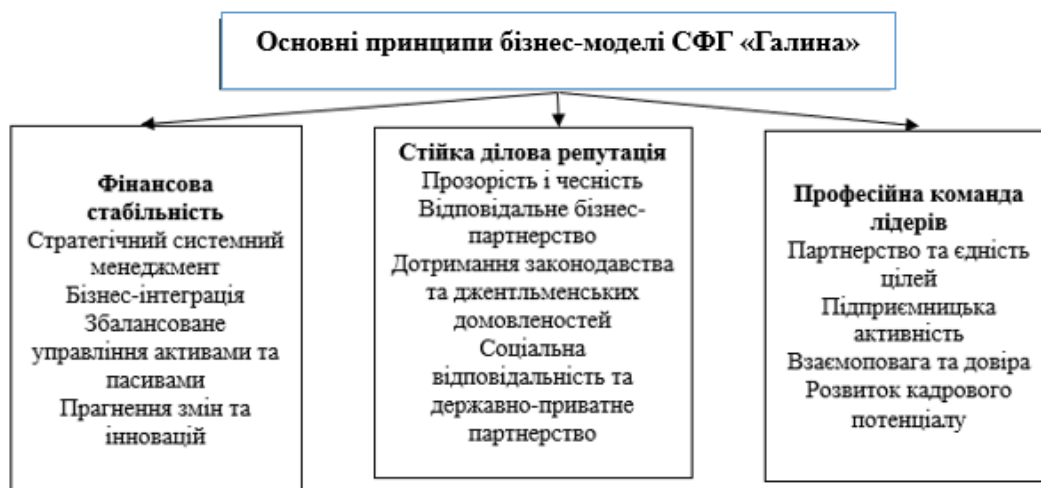 Основні принципи бізнес-моделі СФГ «Галина»
Фінансова
стабільність
Стратегічний системний
менеджмент
Бізнес-інтеграція
Збалансоване
управління активами та
пасивами
Прагнення змін та
інновацій
Стійка ділова репутація
Прозорість і чесність
Відповідальне бізнес-
партнерство
Дотримання законодавства
та джентльменських
домовленостей
Соціальна
відповідальність та
державно-приватне
партнерство
Професійна команда
лідерів
Партнерство та єдність
цілей
Підприємницька
активність
Взаємоповага та довіра
Розвиток кадрового
потенціалу